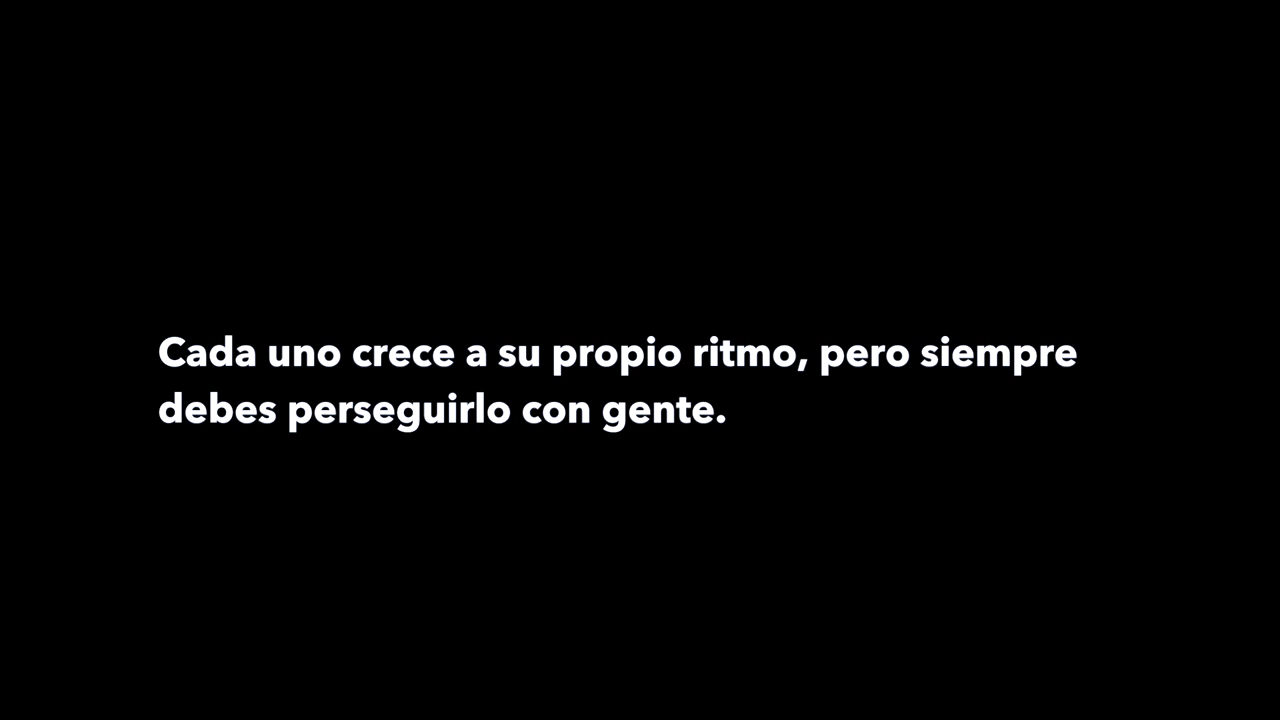 Cada uno crece a su propio ritmo, pero siempre
debes perseguirlo con gente.